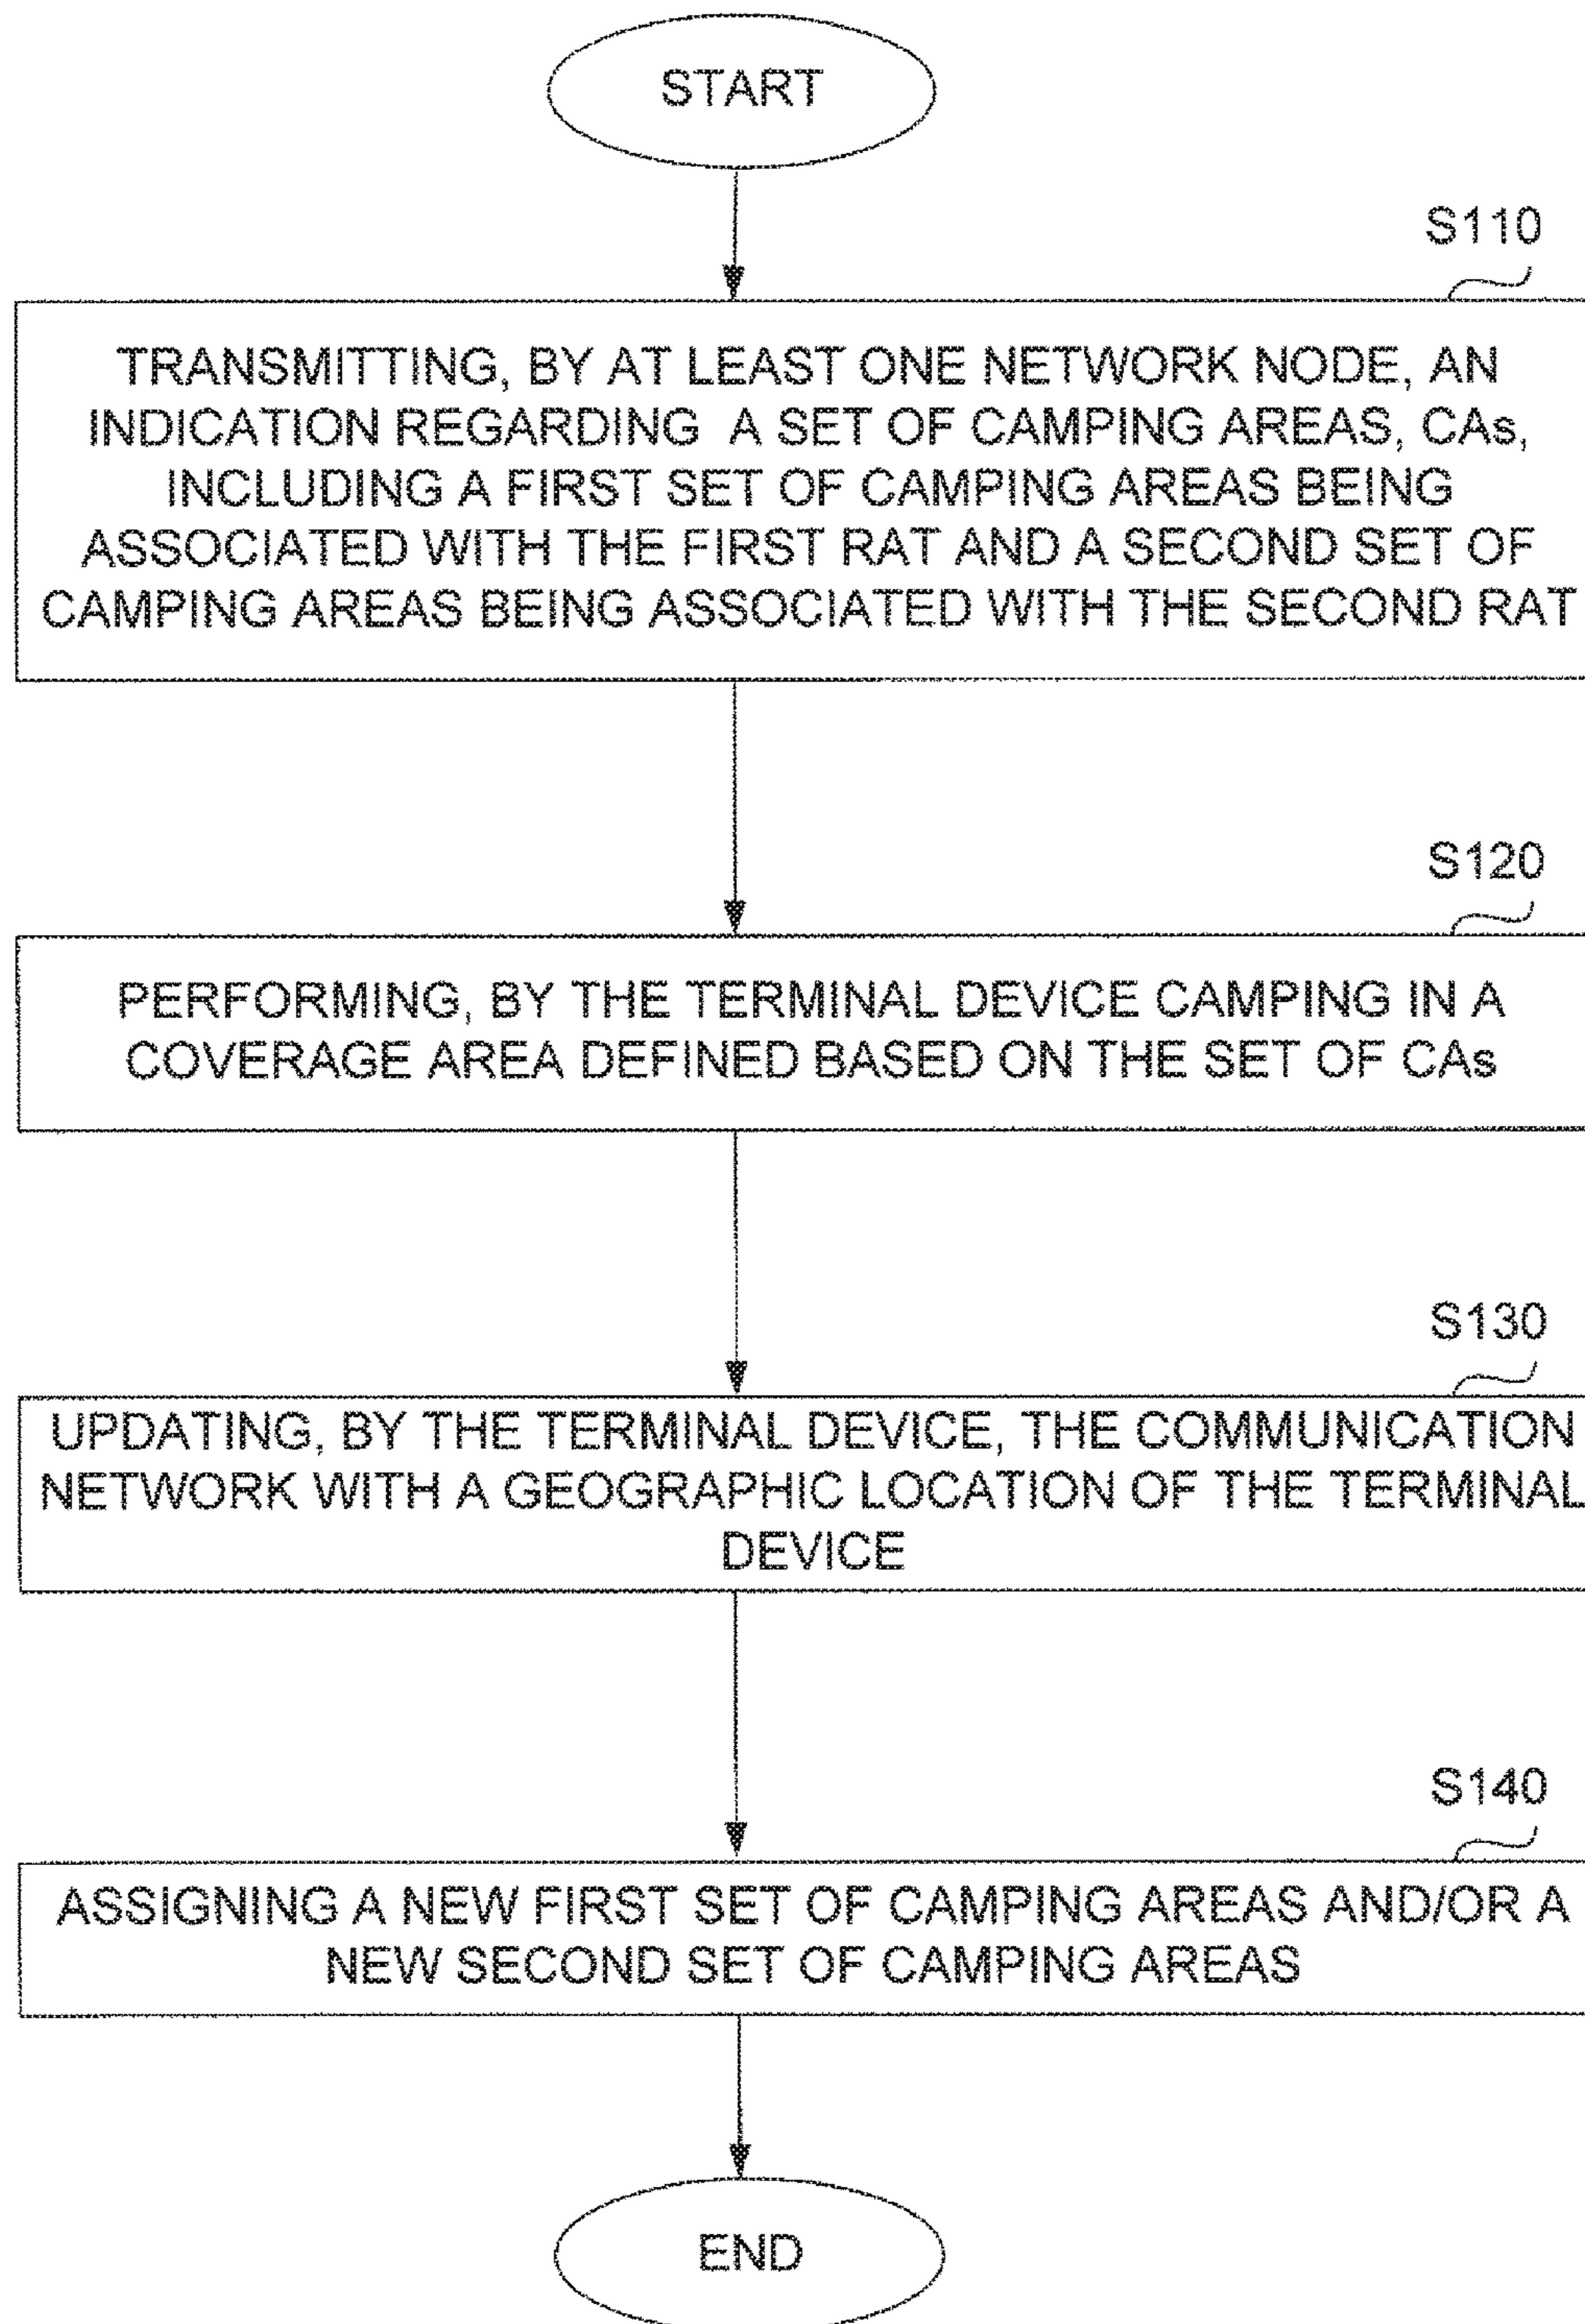 START
S110
TRANSMITTING, BY AT LEAST ONE NETWORK NODE, AN
INDICATION REGARDING A SET OF CAMPING AREAS, CAs,
INCLUDING A FIRST SET OF CAMPING AREAS BEING
ASSOCIATED WITH THE FIRST RAT AND A SECOND SET OF
CAMPING AREAS BEING ASSOCIATED WITH THE SECOND RAT
S120
PERFORMING, BY THE TERMINAL DEVICE CAMPING IN A
COVERAGE AREA DEFINED BASED ON THE SET OF CAs
S130
UPDATING, BY THE TERMINAL DEVICE, THE COMMUNICATION
NETWORK WITH A GEOGRAPHIC LOCATION OF THE TERMINAL
DEVICE
S140
ASSIGNING A NEW FIRST SET OF CAMPING AREAS AND/OR A
NEW SECOND SET OF CAMPING AREAS
END